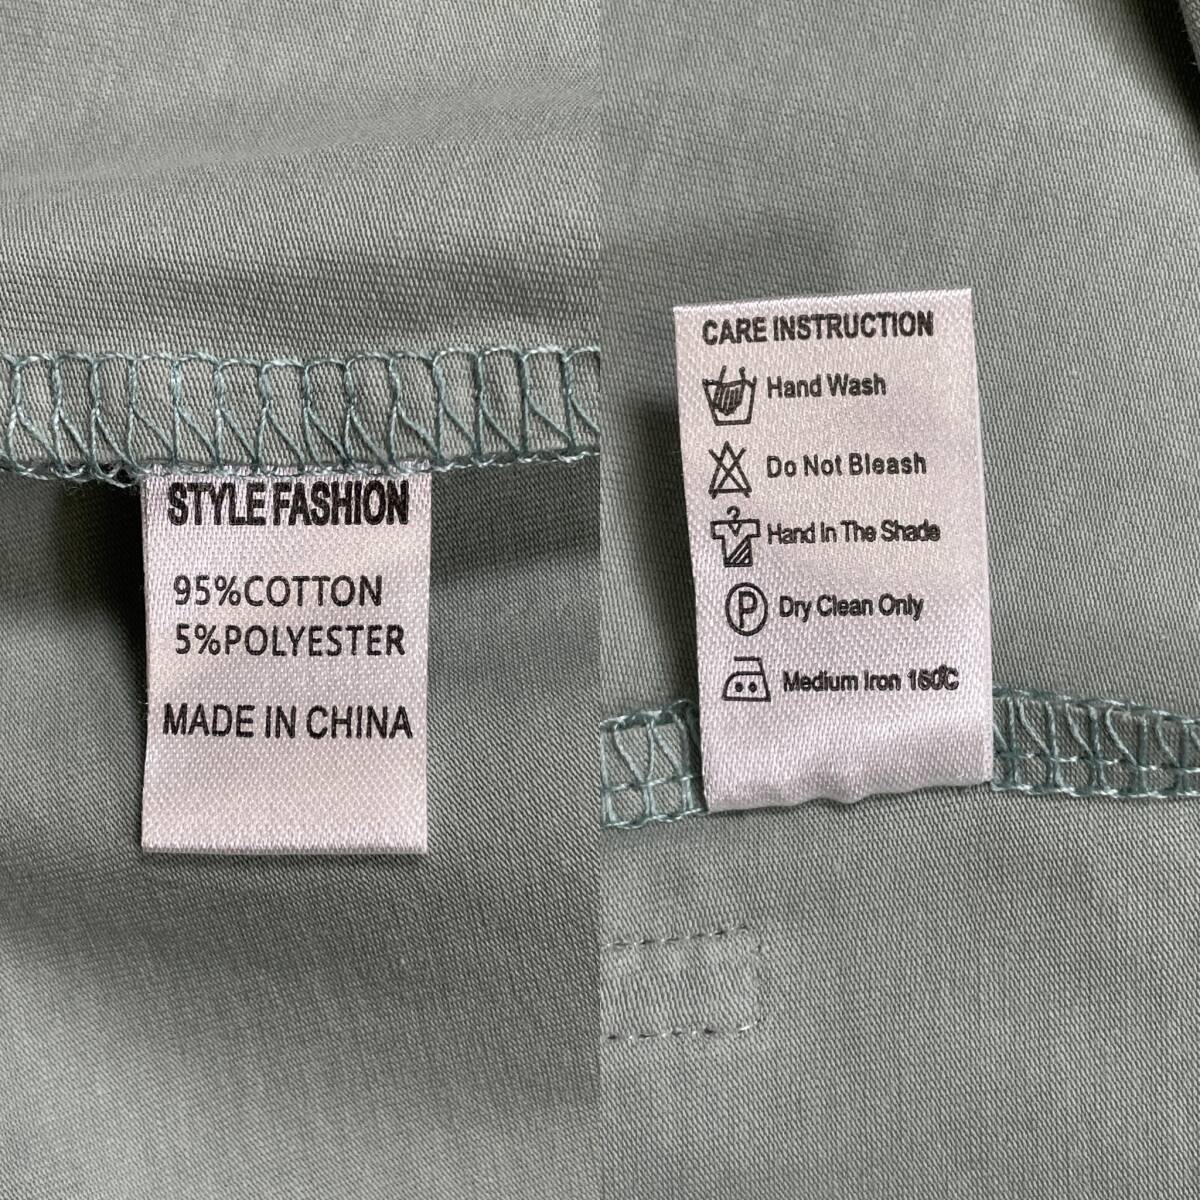 STYLE FASHION
95%COTTON
5%POLYESTER
MADE IN CHINA
CARE INSTRUCTION
Hand Wash
Do Not Bleash
Hand In The Shade
P
Dry Clean Only
Medium Iron 160℃